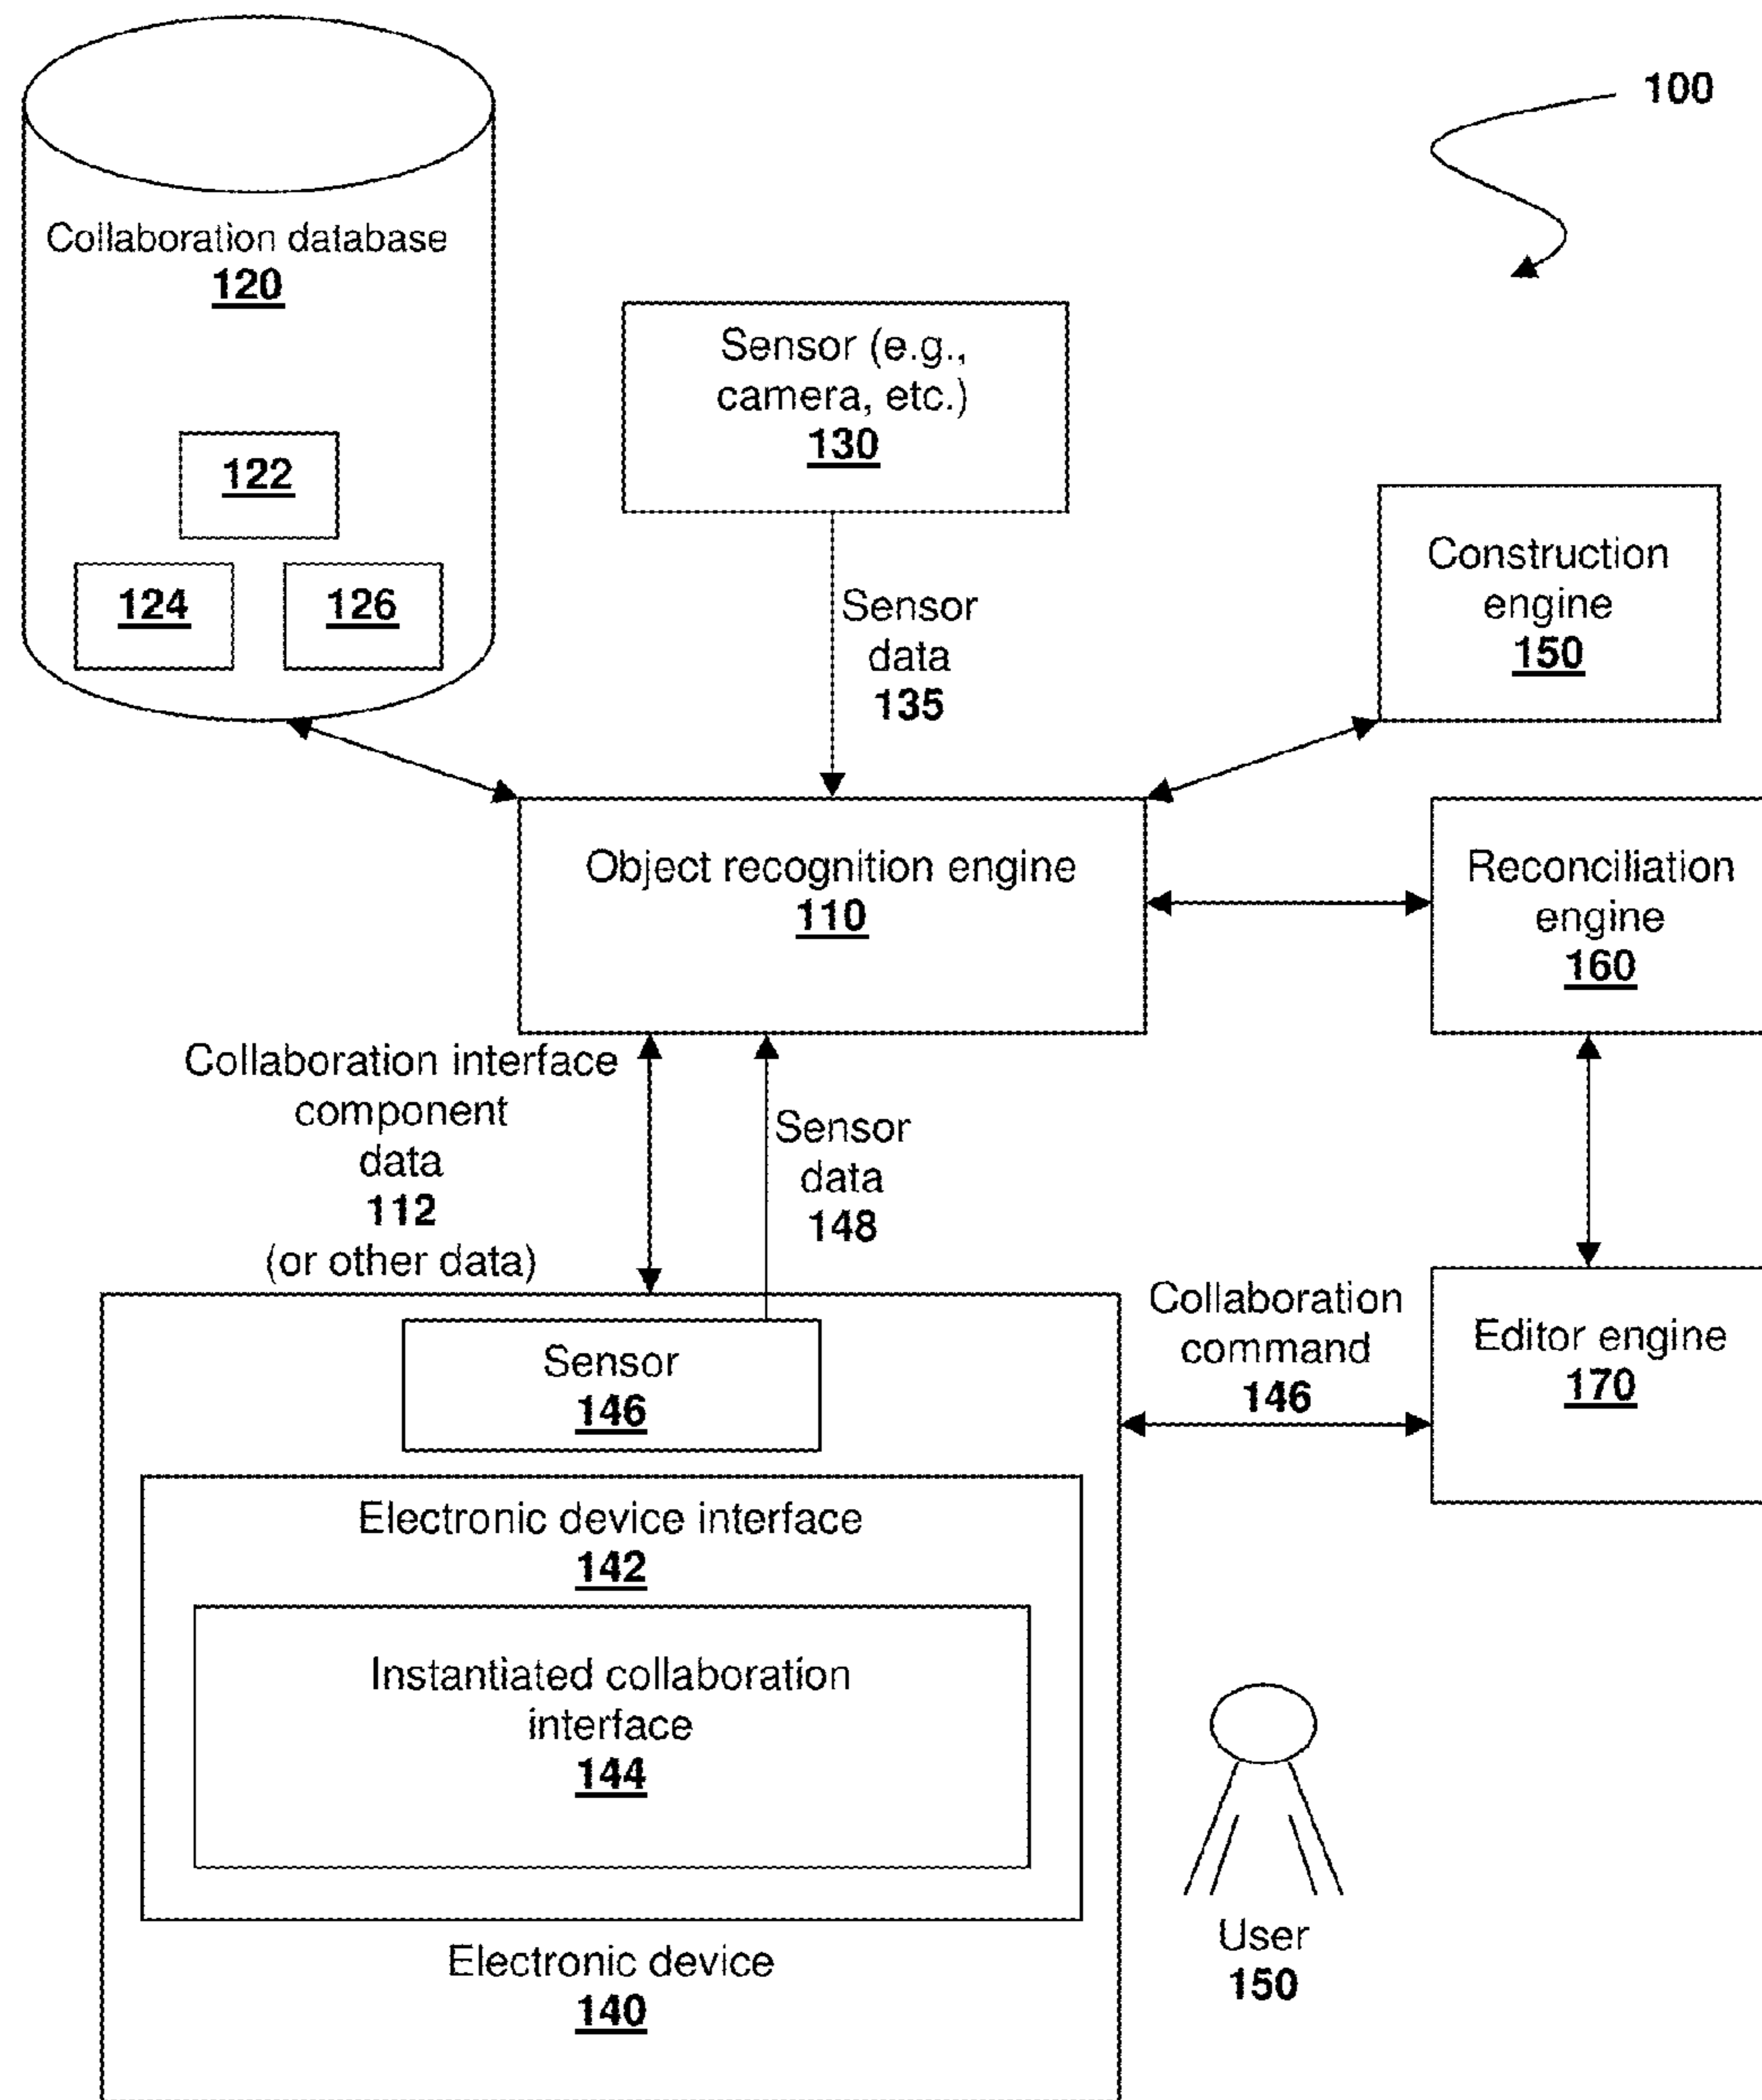 100
Collaboration database
120
122
124
126
Sensor (e.g.,
camera, etc.)
130
Sensor
data
135
Construction
engine
150
Object recognition engine
110
Reconciliation
engine
160
Collaboration interface
component
data
112
(or other data)
Sensor
data
148
Collaboration
command
146
Editor engine
170
Sensor
146
Electronic device interface
142
Instantiated collaboration
interface
144
Electronic device
140
User
150